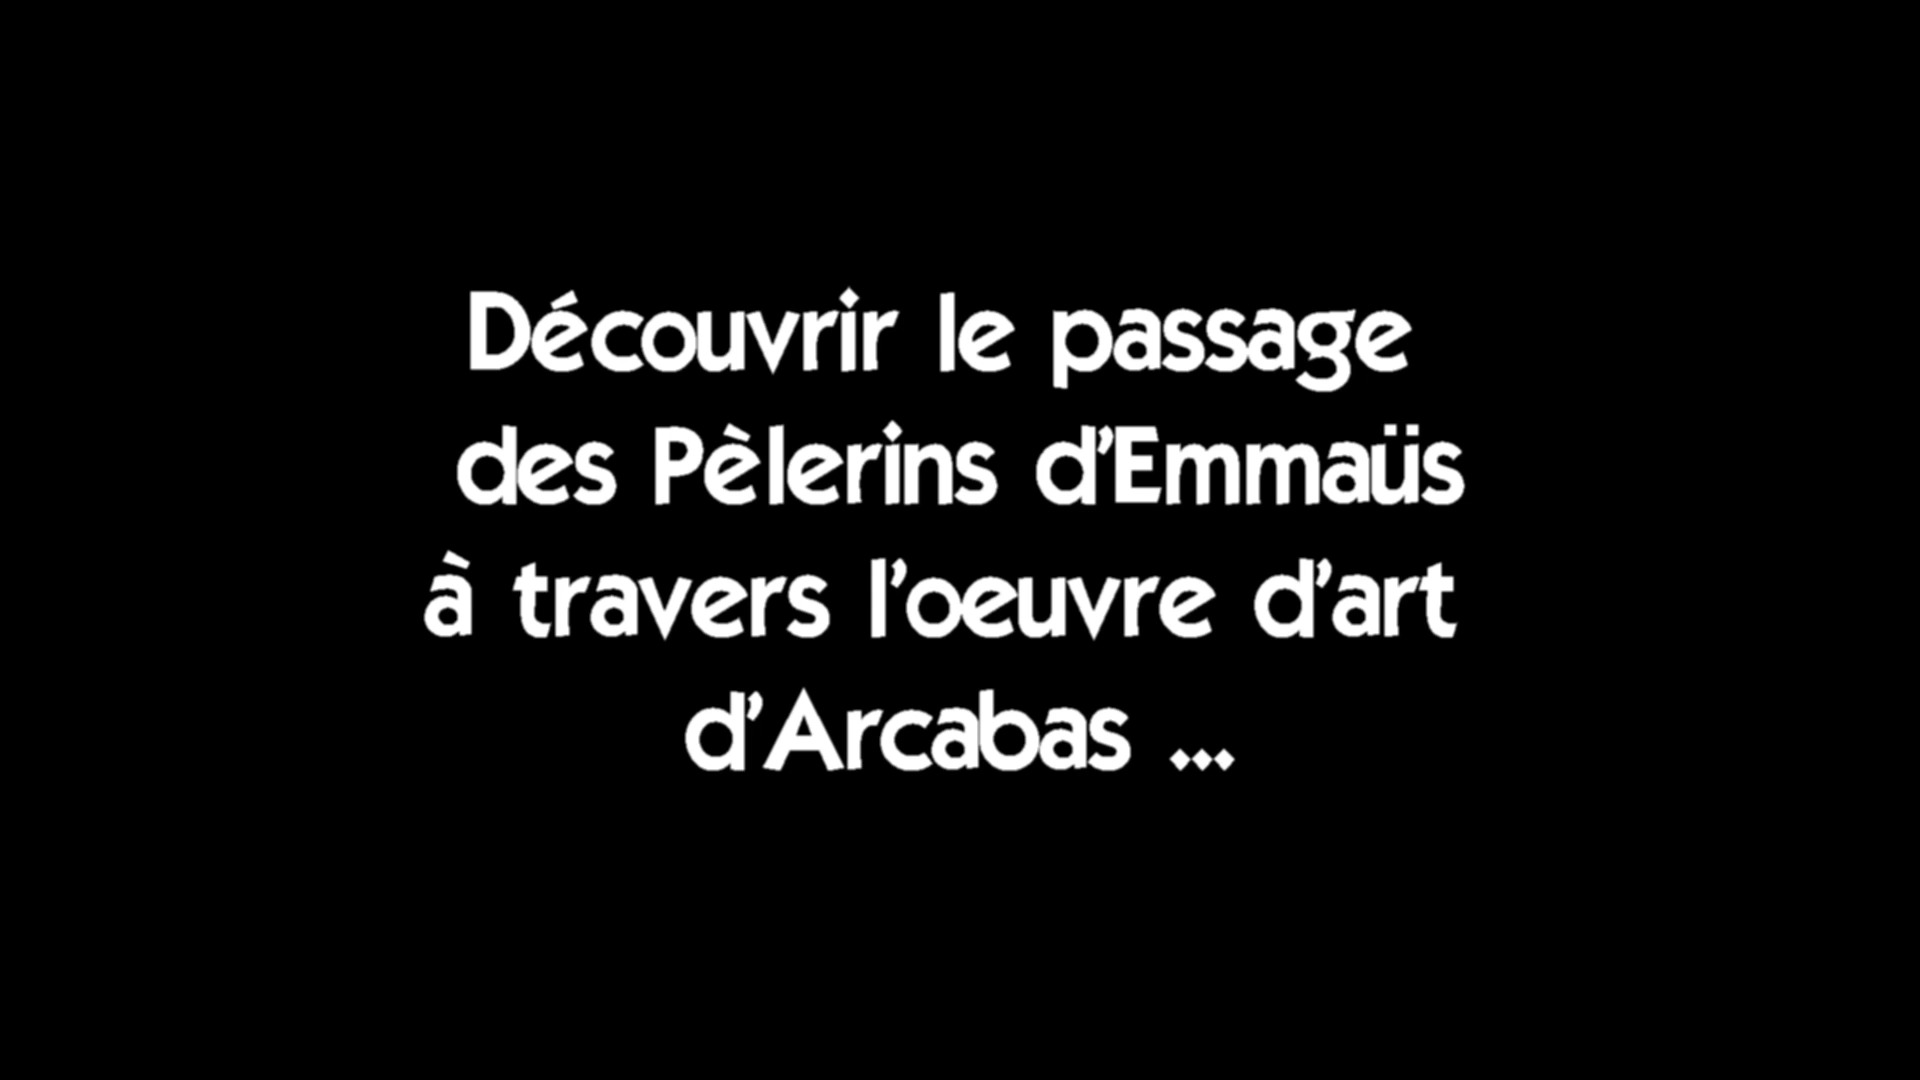 Découvrir le passage
des Pèlerins d'Emmaüs
à travers l'oeuvre d'art
d'Arcabas ...